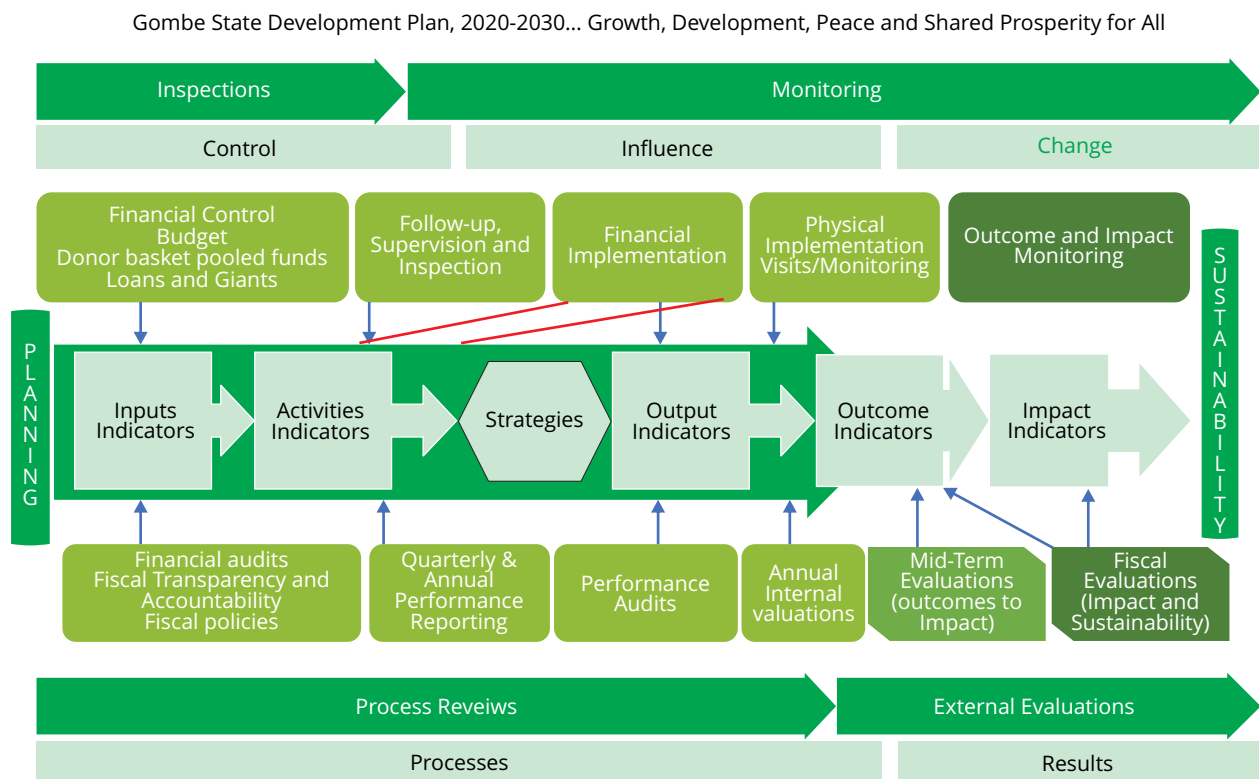 Gombe State Development Plan, 2020-2030... Growth, Development, Peace and Shared Prosperity for All
Inspections
Monitoring
Control
Influence
Change
Financial Control
Budget
Donor basket pooled funds
Loans and Giants
Follow-up,
Supervision and
Inspection
Financial
Implementation
Physical
Implementation
Visits/Monitoring
Outcome and Impact
Monitoring
PLANNING
Inputs
Indicators
Activities
Indicators
Strategies
Output
Indicators
Outcome
Indicators
Impact
Indicators
SUSTAINABILITY
Financial audits
Fiscal Transparency and
Accountability
Fiscal policies
Quarterly &
Annual
Performance
Reporting
Performance
Audits
Annual
Internal
valuations
Mid-Term
Evaluations
(outcomes to
Impact)
Fiscal
Evaluations
(Impact and
Sustainability)
Process Reveiws
External Evaluations
Processes
Results